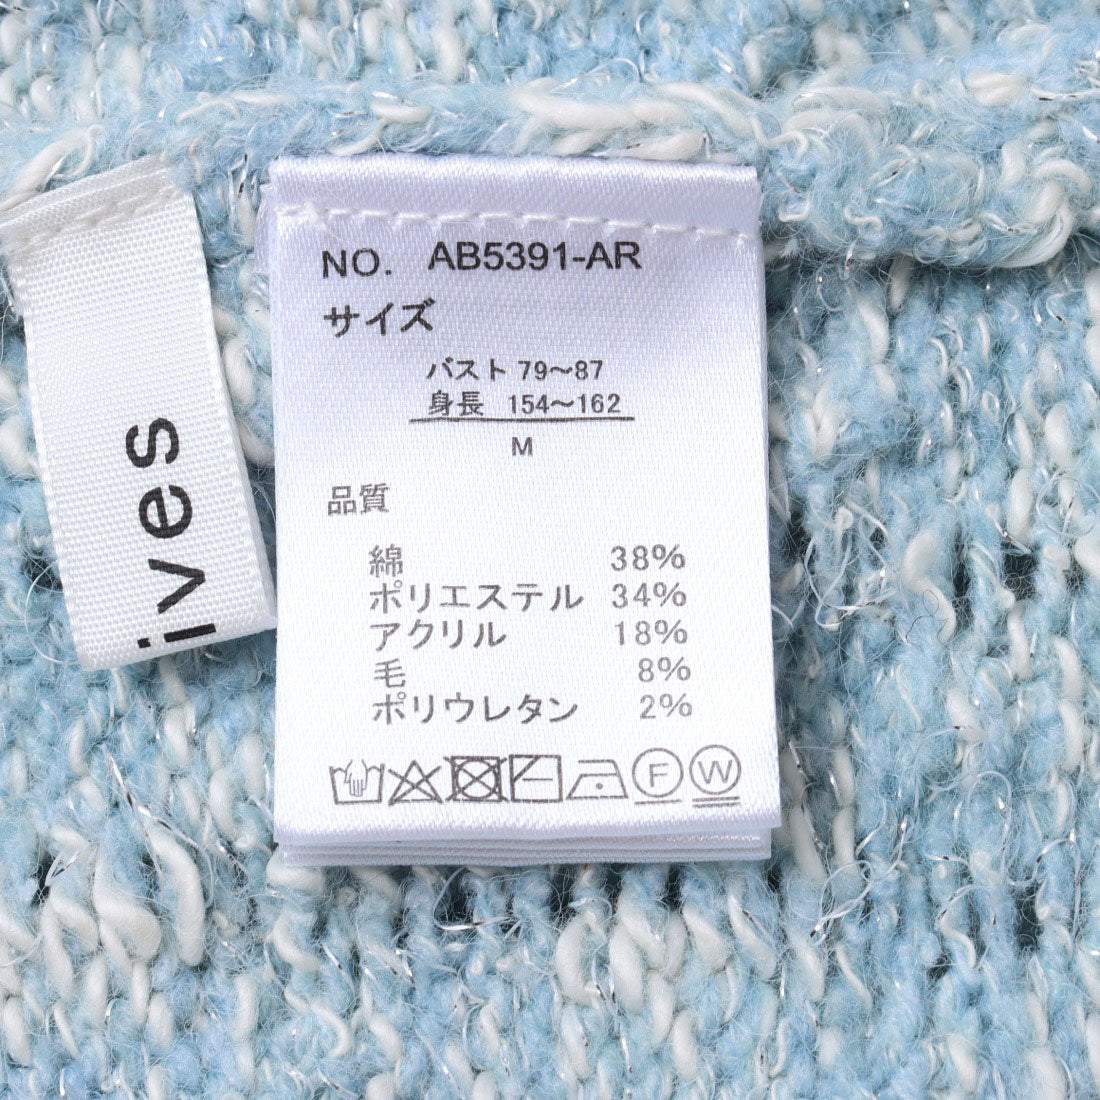 NO. AB5391-AR
サイズ
バスト 79～87
身長 154～162
M
品質
綿 38%
ポリエステル 34%
アクリル 18%
毛 8%
ポリウレタン 2%
F W
ives